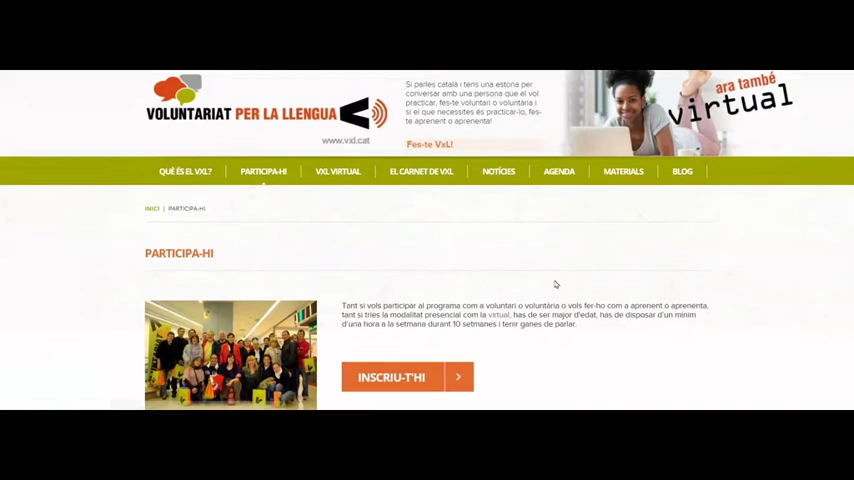 VOLUNTARIAT PER LA LLENGUA
www.vxl.cat
Si parles català i tens una estona per
conversar amb una persona que el vol
practicar, fes-te voluntari o voluntària i
si el que necessites és practicar-lo, fes-
te aprenent o aprenenta!
Fes-te VxL!
ara també
virtual
QUÈ ÉS EL VXL? | PARTICIPA-HI | VXL VIRTUAL | EL CARNET DE VXL | NOTÍCIES | AGENDA | MATERIALS | BLOG |
INICI | PARTICIPA-HI
PARTICIPA-HI
Tant si vols participar al programa com a voluntari o voluntària o vols fer-ho com a aprenent o aprenenta,
tant si tries la modalitat presencial com la virtual, has de ser major d'edat, has de disposar d'un mínim
d'una hora a la setmana durant 10 setmanes i tenir ganes de parlar.
INSCRIU-T'HI >